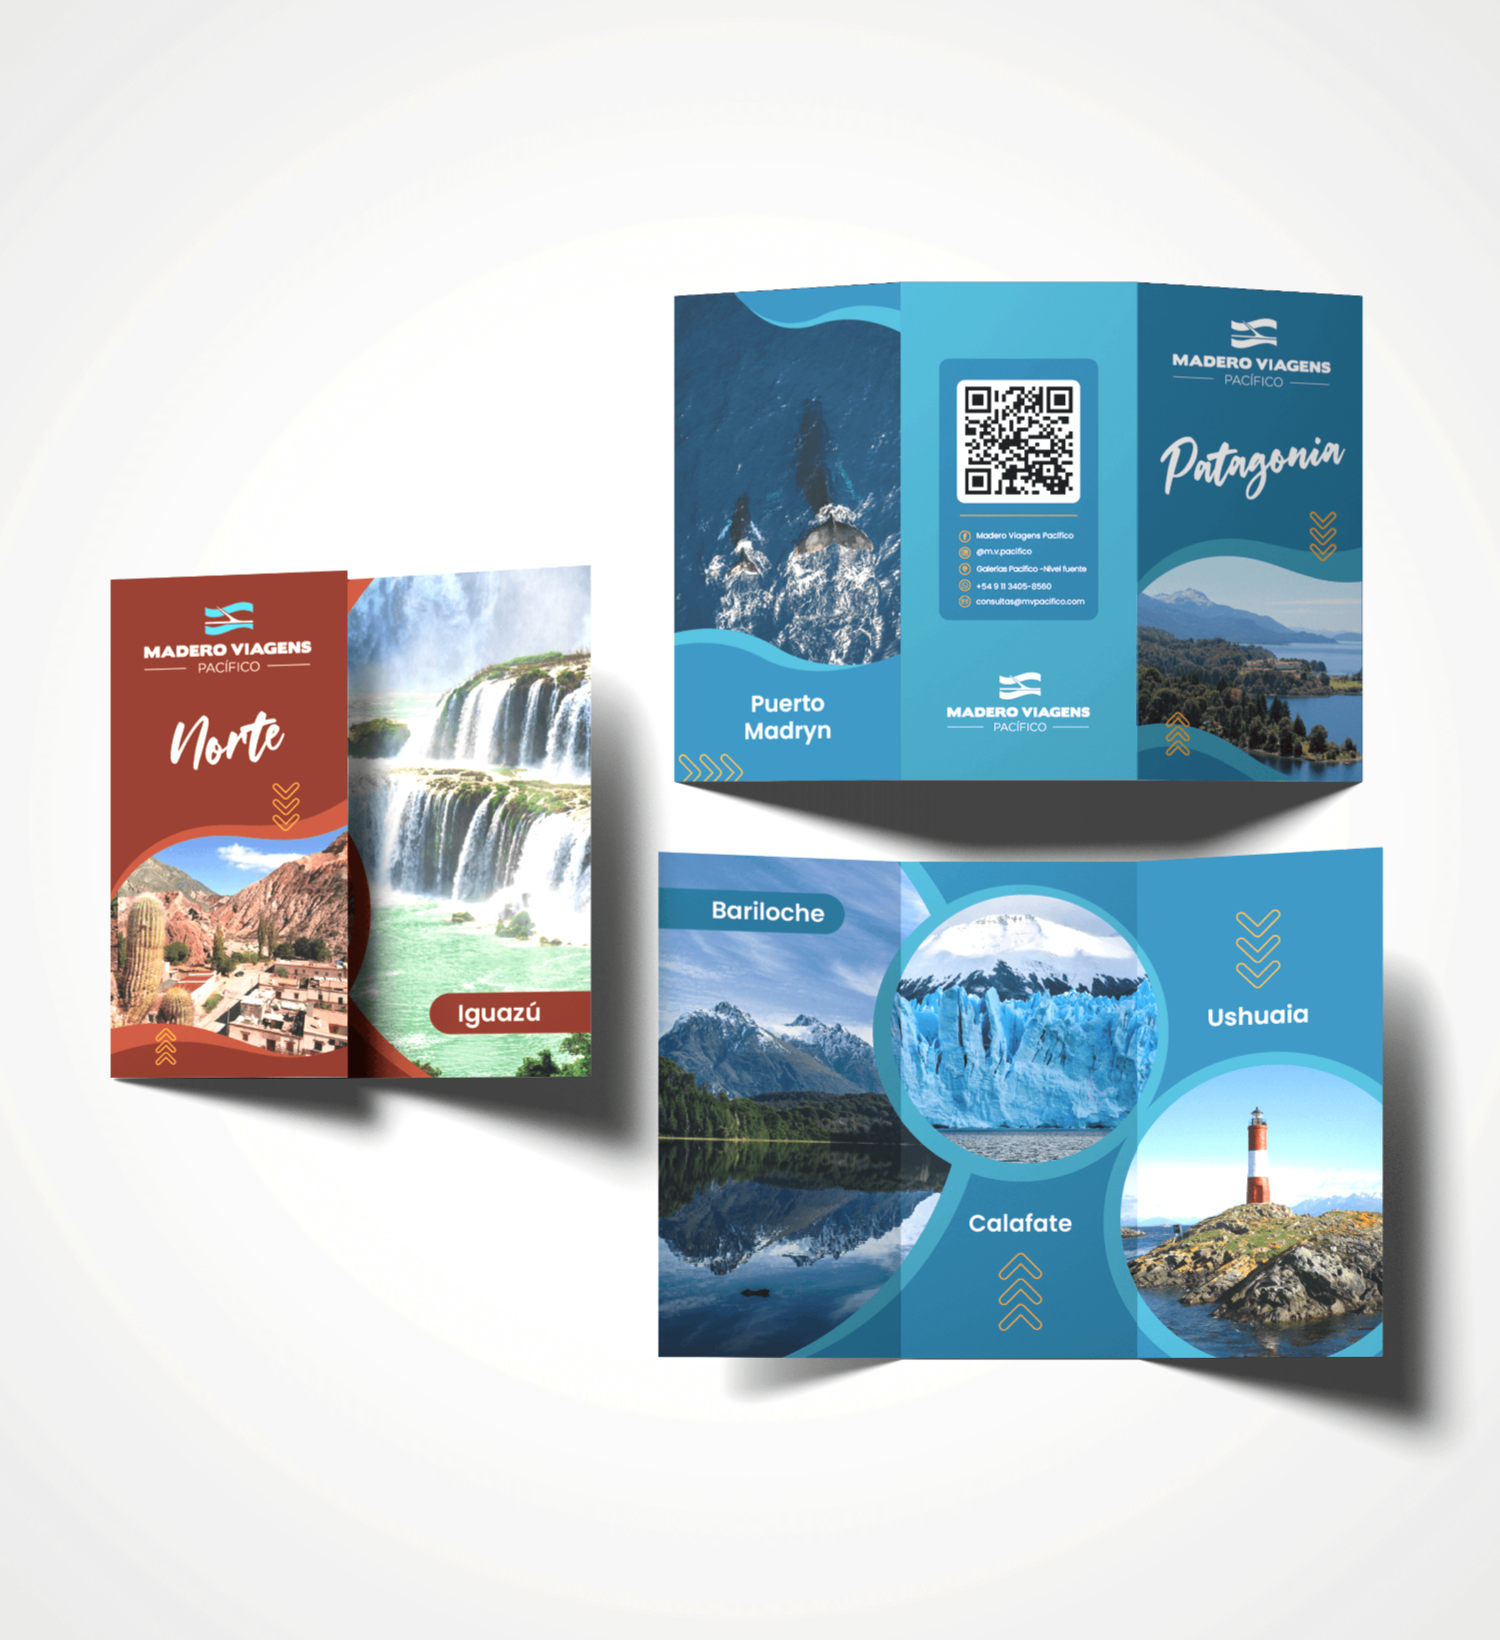 MADERO VIAGENS
PACÍFICO
Norte
Iguazú
Puerto
Madryn
Madero Viagens Pacífico
@m.v.pacifico
Galerías Pacífico -Nivel fuente
+54 9 11 3405-8560
consultas@mvpacifico.com
MADERO VIAGENS
PACÍFICO
MADERO VIAGENS
PACÍFICO
Patagonia
Bariloche
Calafate
Ushuaia